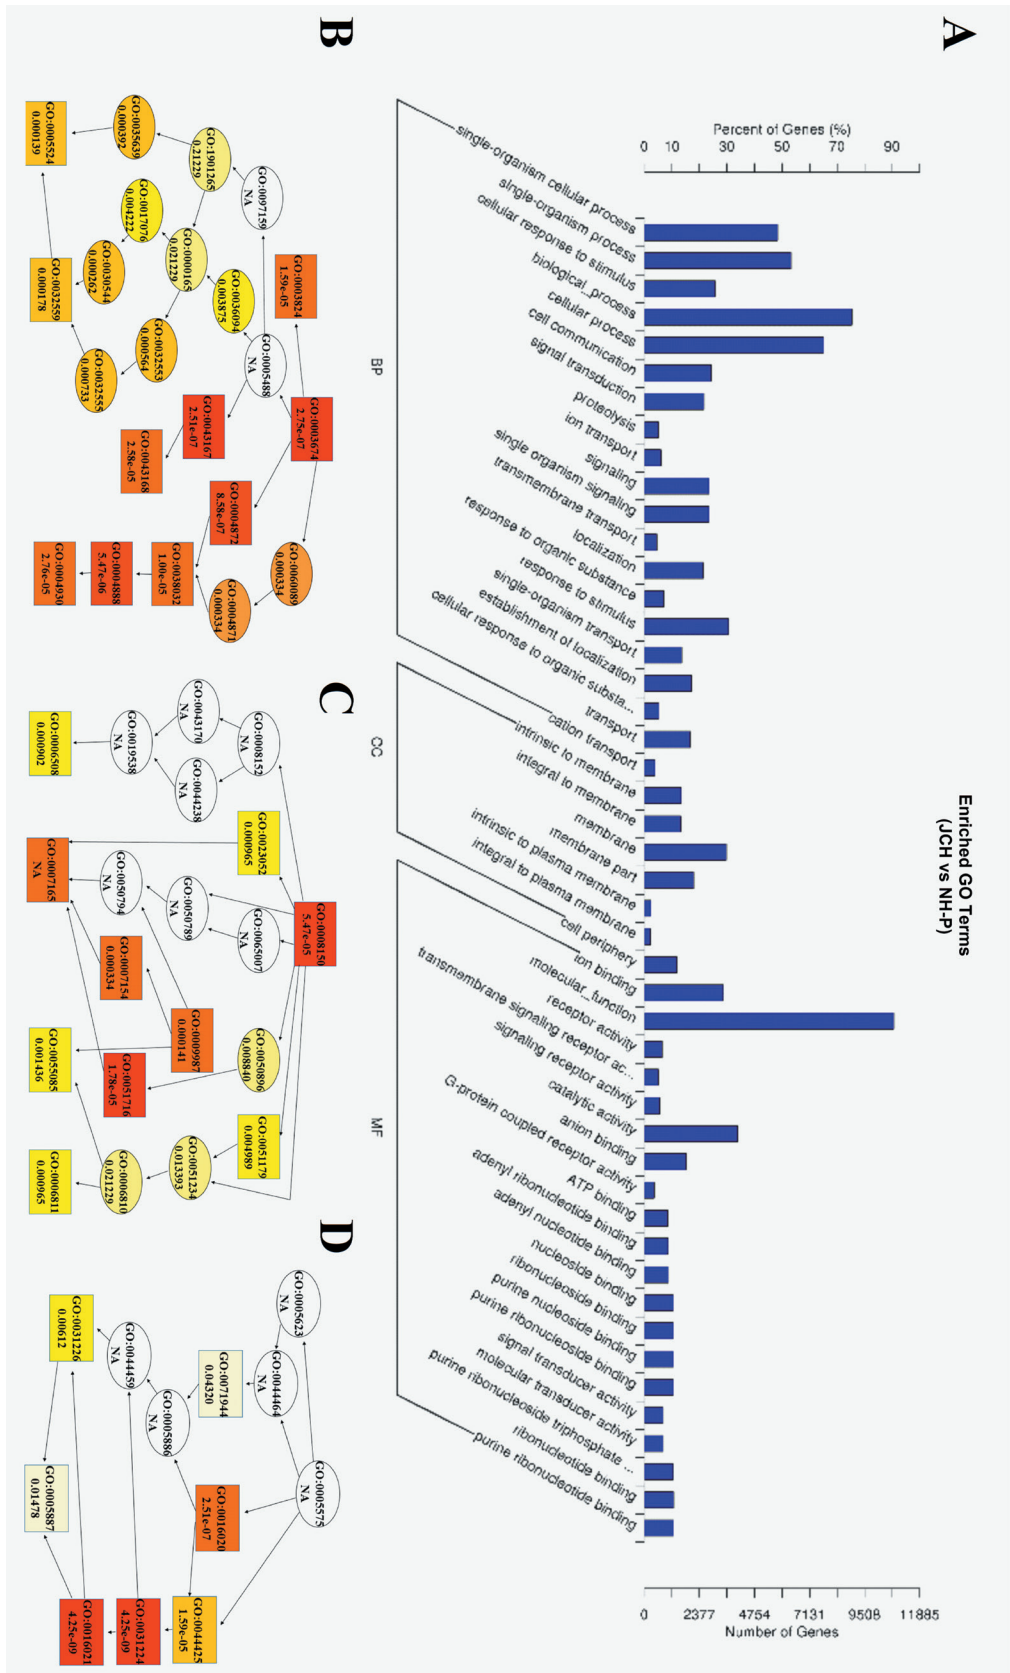 A
Enriched GO Terms
(JCH vs NH-P)
Percent of Genes (%)
0 10 30 50 70 90
single-organism cellular process
single-organism process
cellular response to stimulus
biological_process
cellular process
cell communication
signal transduction
proteolysis
ion transport
signaling
single organism signaling
transmembrane transport
localization
response to organic substance
response to stimulus
single-organism transport
establishment of localization
cellular response to organic substa...
transport
cation transport
intrinsic to membrane
integral to membrane
membrane
membrane part
intrinsic to plasma membrane
integral to plasma membrane
cell periphery
ion binding
molecular_function
receptor activity
transmembrane signaling receptor ac...
signaling receptor activity
catalytic activity
anion binding
G-protein coupled receptor activity
ATP binding
adenyl ribonucleotide binding
adenyl nucleotide binding
nucleoside binding
ribonucleoside binding
purine nucleoside binding
purine ribonucleoside binding
signal transducer activity
molecular transducer activity
purine ribonucleoside triphosphate ...
ribonucleotide binding
purine ribonucleotide binding
0 2377 4754 7131 9508 11885
Number of Genes
BP
CC
MF
B
GO:0003674
2.75e-07
GO:0003824
1.59e-05
GO:0060089
0.000334
GO:0097159
NA
GO:0005488
NA
GO:0036094
0.003875
GO:0004872
8.58e-07
GO:0004871
0.000334
GO:1901265
0.21229
GO:0000165
0.021229
GO:0043167
2.51e-07
GO:0017076
0.004222
GO:0032553
0.000564
GO:0043168
2.58e-05
GO:0038032
1.00e-05
GO:0035639
0.000392
GO:0030544
0.000262
GO:0032555
0.000733
GO:0004888
5.47e-06
GO:0005524
0.000139
GO:0032559
0.000178
GO:0004930
2.76e-05
C
GO:0008150
5.47e-05
GO:0008152
NA
GO:0023052
0.000965
GO:0065007
NA
GO:0050896
0.008840
GO:0051179
0.004989
GO:0043170
NA
GO:0044238
NA
GO:0050789
NA
GO:0009987
0.000141
GO:0051234
0.013393
GO:0019538
NA
GO:0050794
NA
GO:0007154
0.000334
GO:0051716
1.78e-05
GO:0006810
0.021229
GO:0006508
0.000902
GO:0007165
NA
GO:0055085
0.001436
GO:0006811
0.000965
D
GO:0005623
NA
GO:0005575
NA
GO:0044464
NA
GO:0071944
0.04320
GO:0016020
2.51e-07
GO:0005886
NA
GO:0044425
1.59e-05
GO:0044459
NA
GO:0031224
4.25e-09
GO:0031226
0.00612
GO:0005887
0.01478
GO:0016021
4.25e-09